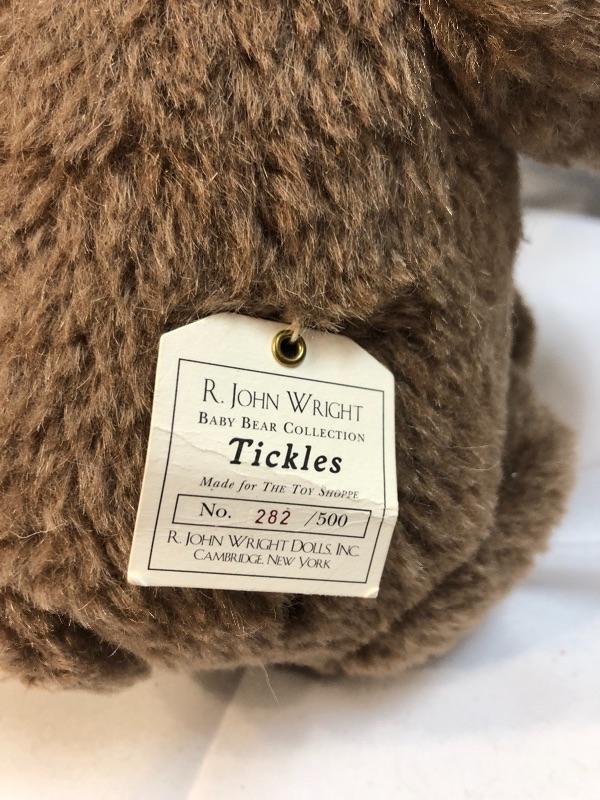 R. JOHN WRIGHT
BABY BEAR COLLECTION
Tickles
Made for THE TOY SHOPPE
No. 282 /500
R. JOHN WRIGHT DOLLS, INC.
CAMBRIDGE, NEW YORK